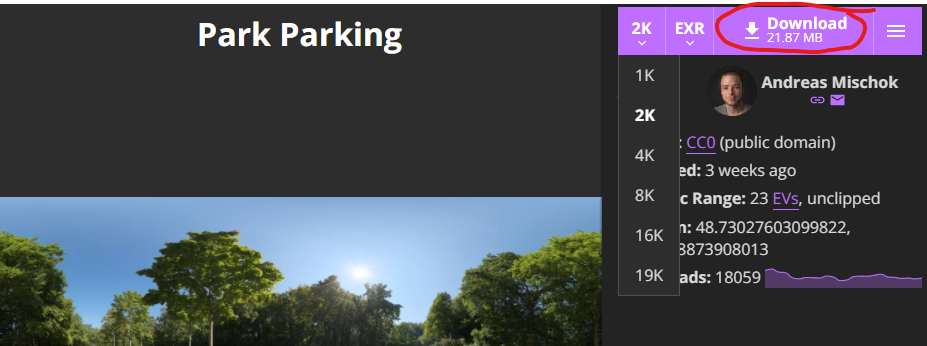 Park Parking
2K
EXR
Download
21.87 MB
1K
2K
4K
8K
16K
19K
Andreas Mischok
: CC0 (public domain)
ed: 3 weeks ago
c Range: 23 EVs, unclipped
n: 48.73027603099822,
8873908013
ads: 18059